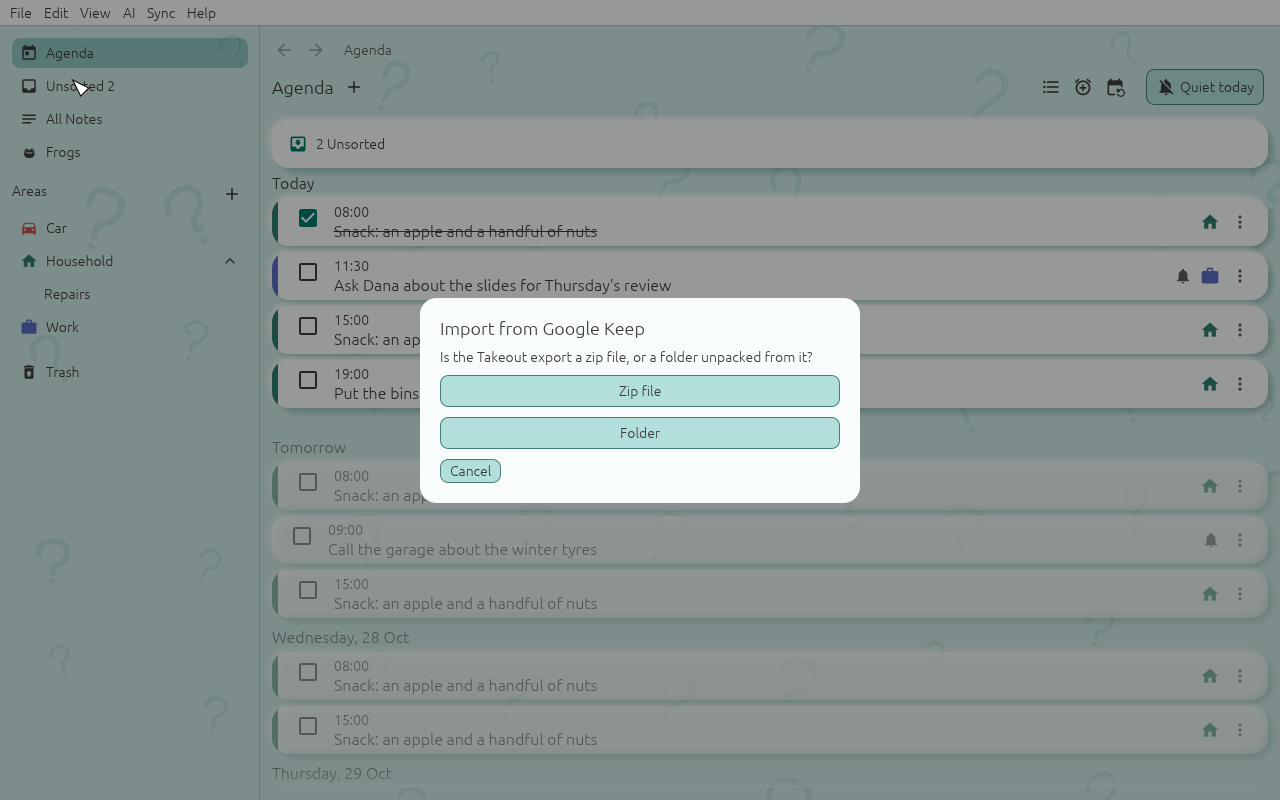 File Edit View AI Sync Help
Agenda
Unsorted 2
All Notes
Frogs
Areas
Car
Household
Repairs
Work
Trash
Agenda
Agenda
Quiet today
2 Unsorted
Today
08:00
Snack: an apple and a handful of nuts
11:30
Ask Dana about the slides for Thursday's review
15:00
Snack: an ap
19:00
Put the bins
Import from Google Keep
Is the Takeout export a zip file, or a folder unpacked from it?
Zip file
Folder
Cancel
Tomorrow
08:00
Snack: an app
09:00
Call the garage about the winter tyres
15:00
Snack: an apple and a handful of nuts
Wednesday, 28 Oct
08:00
Snack: an apple and a handful of nuts
15:00
Snack: an apple and a handful of nuts
Thursday, 29 Oct